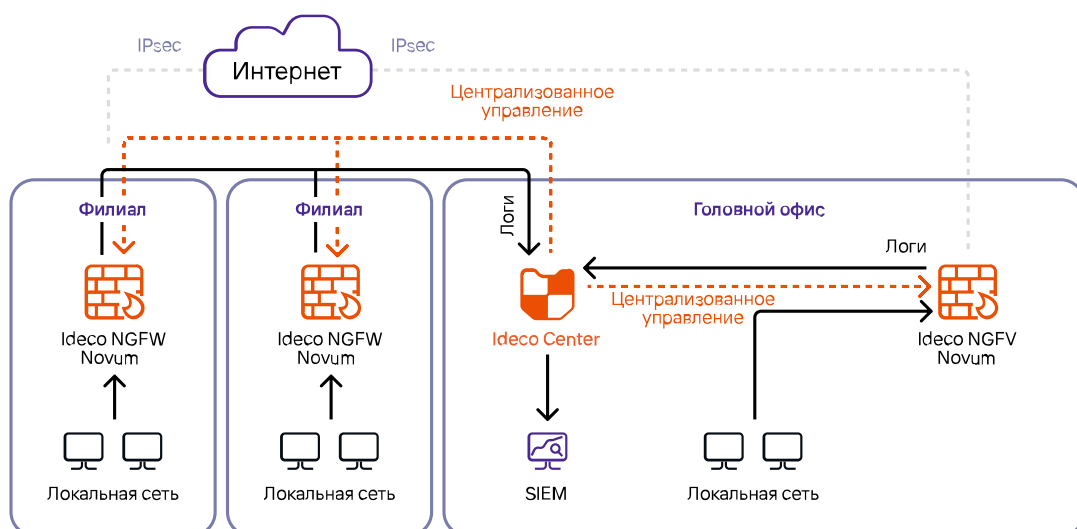 IPsec
IPsec
Интернет
Централизованное
управление
Филиал
Филиал
Головной офис
Логи
Логи
Централизованное
управление
Ideco NGFW
Novum
Ideco NGFW
Novum
Ideco Center
Ideco NGFV
Novum
Локальная сеть
Локальная сеть
SIEM
Локальная сеть